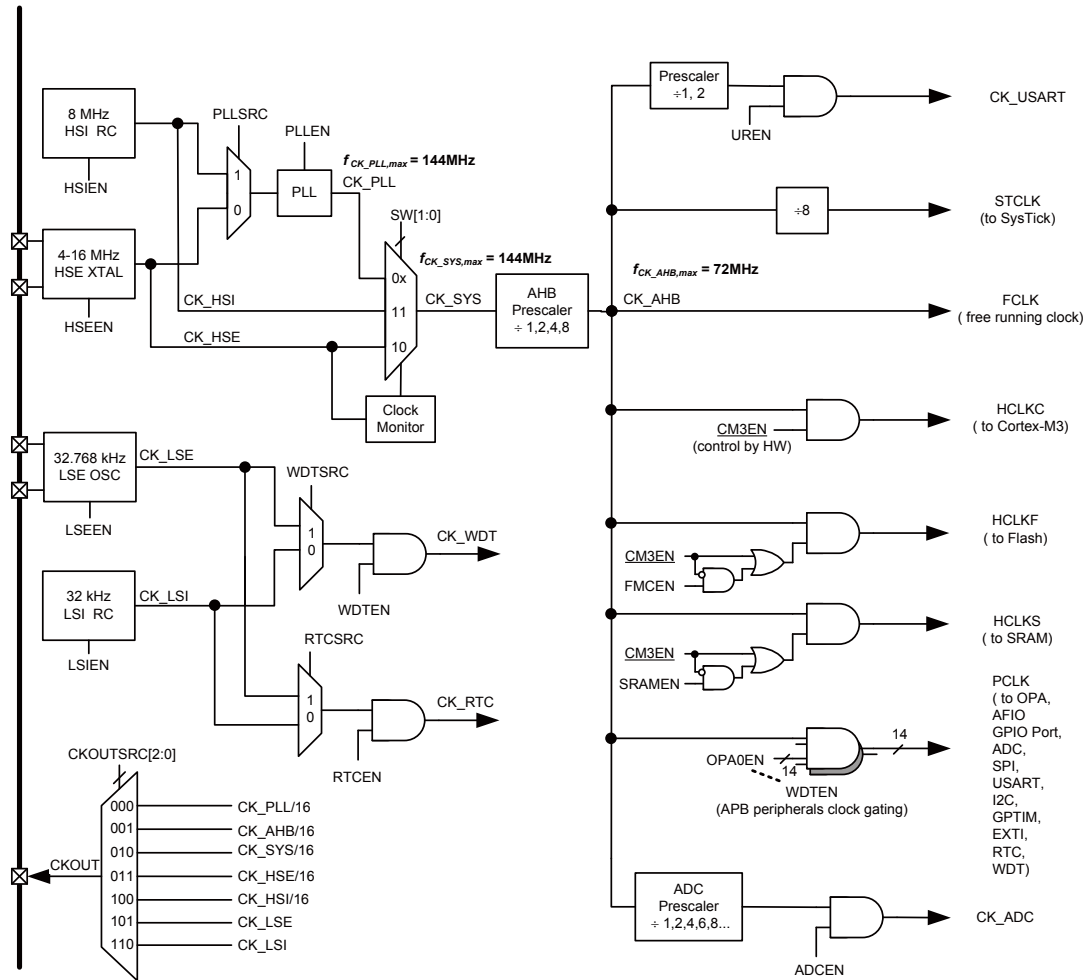 8 MHz
HSI RC
HSIEN
PLLSRC
1
0
PLLEN
PLL
fCK_PLL,max = 144MHz
CK_PLL
4-16 MHz
HSE XTAL
HSEEN
CK_HSI
CK_HSE
SW[1:0]
0x
11
10
fCK_SYS,max = 144MHz
CK_SYS
Clock
Monitor
AHB
Prescaler
÷ 1,2,4,8
fCK_AHB,max = 72MHz
CK_AHB
32.768 kHz
LSE OSC
CK_LSE
LSEEN
WDTSRC
1
0
CK_WDT
WDTEN
32 kHz
LSI RC
CK_LSI
LSIEN
RTCSRC
1
0
CK_RTC
RTCEN
CKOUTSRC[2:0]
CKOUT
000 CK_PLL/16
001 CK_AHB/16
010 CK_SYS/16
011 CK_HSE/16
100 CK_HSI/16
101 CK_LSE
110 CK_LSI
Prescaler
÷1, 2
UREN
CK_USART
÷8
STCLK
(to SysTick)
FCLK
( free running clock)
CM3EN
(control by HW)
HCLKC
( to Cortex-M3)
CM3EN
FMCEN
HCLKF
( to Flash)
CM3EN
SRAMEN
HCLKS
( to SRAM)
OPA0EN
14
WDTEN
(APB peripherals clock gating)
14
PCLK
( to OPA,
AFIO
GPIO Port,
ADC,
SPI,
USART,
I2C,
GPTIM,
EXTI,
RTC,
WDT)
ADC
Prescaler
÷ 1,2,4,6,8...
ADCEN
CK_ADC